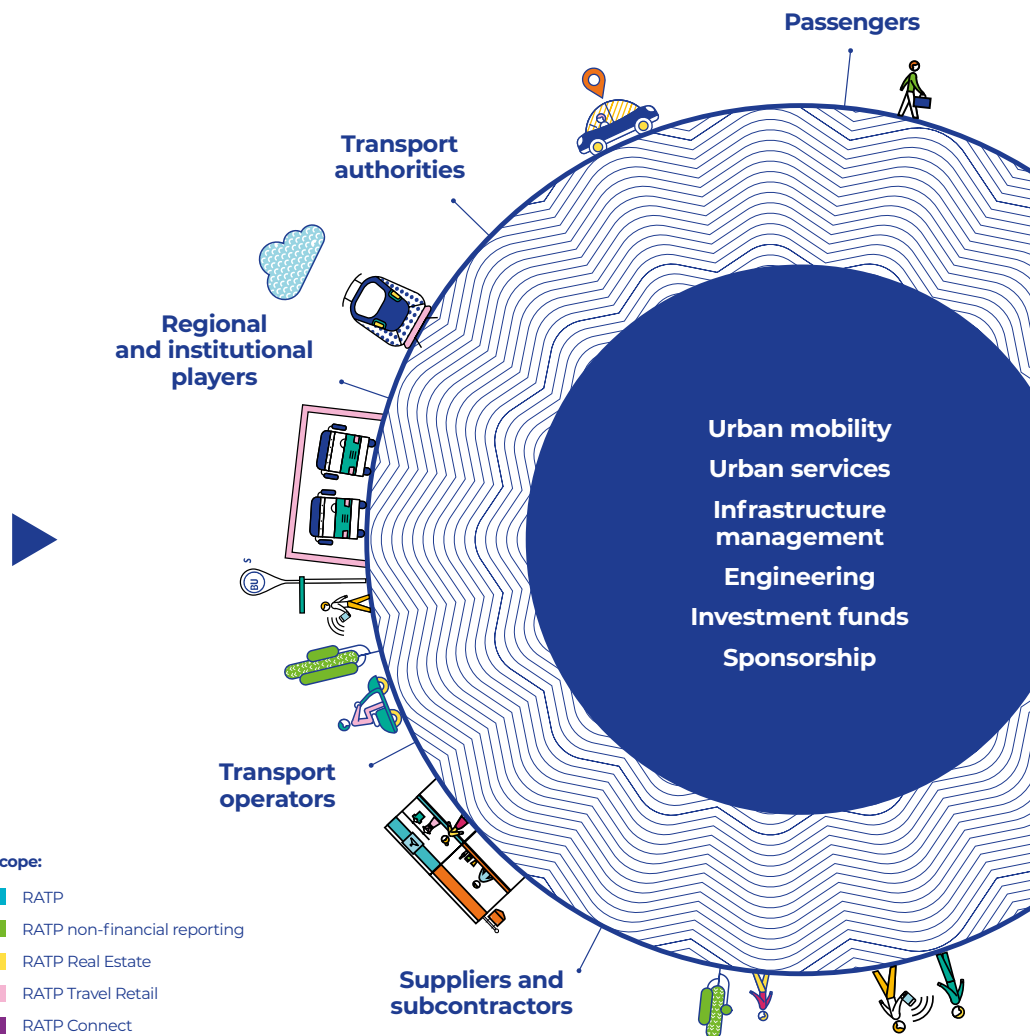 Passengers
Transport
authorities
Regional
and institutional
players
Urban mobility
Urban services
Infrastructure
management
Engineering
Investment funds
Sponsorship
BU
S
Transport
operators
cope:
RATP
RATP non-financial reporting
RATP Real Estate
RATP Travel Retail
RATP Connect
Suppliers and
subcontractors